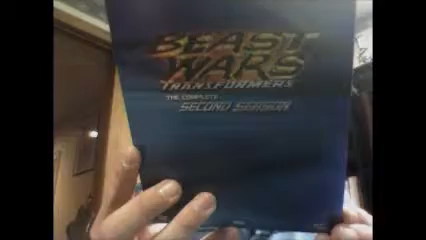 BEAST
WARS
TRANSFORMERS
THE COMPLETE
SECOND SEASON